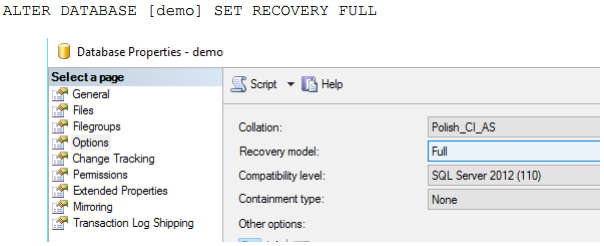 ALTER DATABASE [demo] SET RECOVERY FULL
Database Properties - demo
Select a page
General
Files
Filegroups
Options
Change Tracking
Permissions
Extended Properties
Mirroring
Transaction Log Shipping
Script Help
Collation: Polish_CI_AS
Recovery model: Full
Compatibility level: SQL Server 2012 (110)
Containment type: None
Other options: